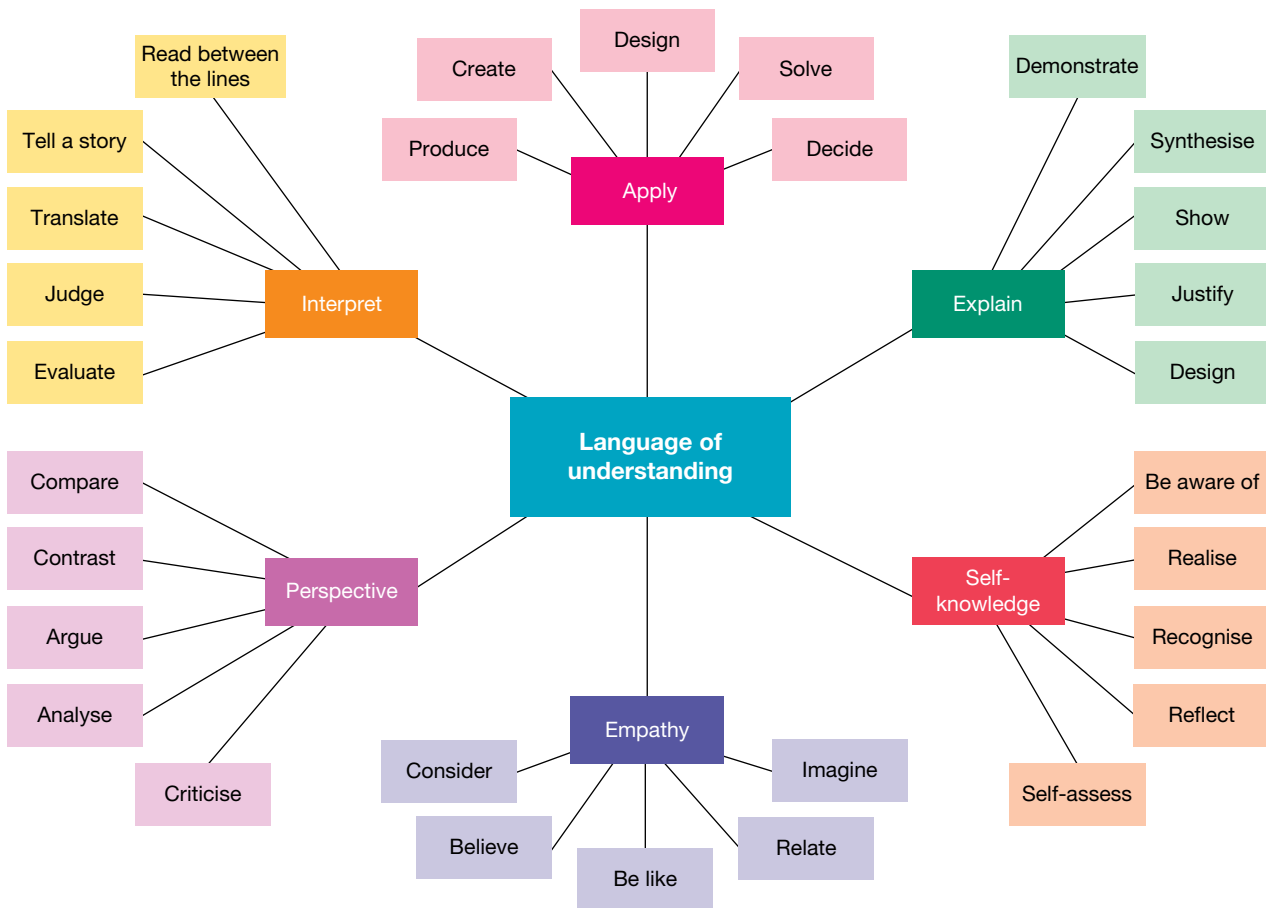 Language of
understanding
Apply
Produce
Create
Design
Solve
Decide
Explain
Demonstrate
Synthesise
Show
Justify
Design
Self-
knowledge
Be aware of
Realise
Recognise
Reflect
Self-assess
Empathy
Imagine
Relate
Be like
Believe
Consider
Perspective
Criticise
Analyse
Argue
Contrast
Compare
Interpret
Evaluate
Judge
Translate
Tell a story
Read between
the lines